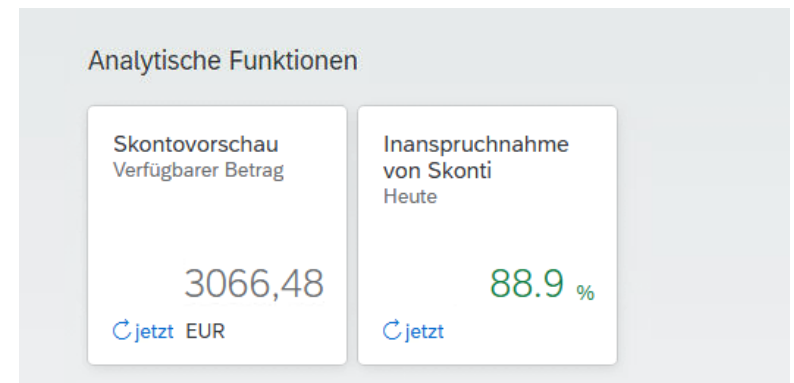 Analytische Funktionen
Skontovorschau
Verfügbarer Betrag
3066,48
jetzt EUR
Inanspruchnahme
von Skonti
Heute
88.9 %
jetzt